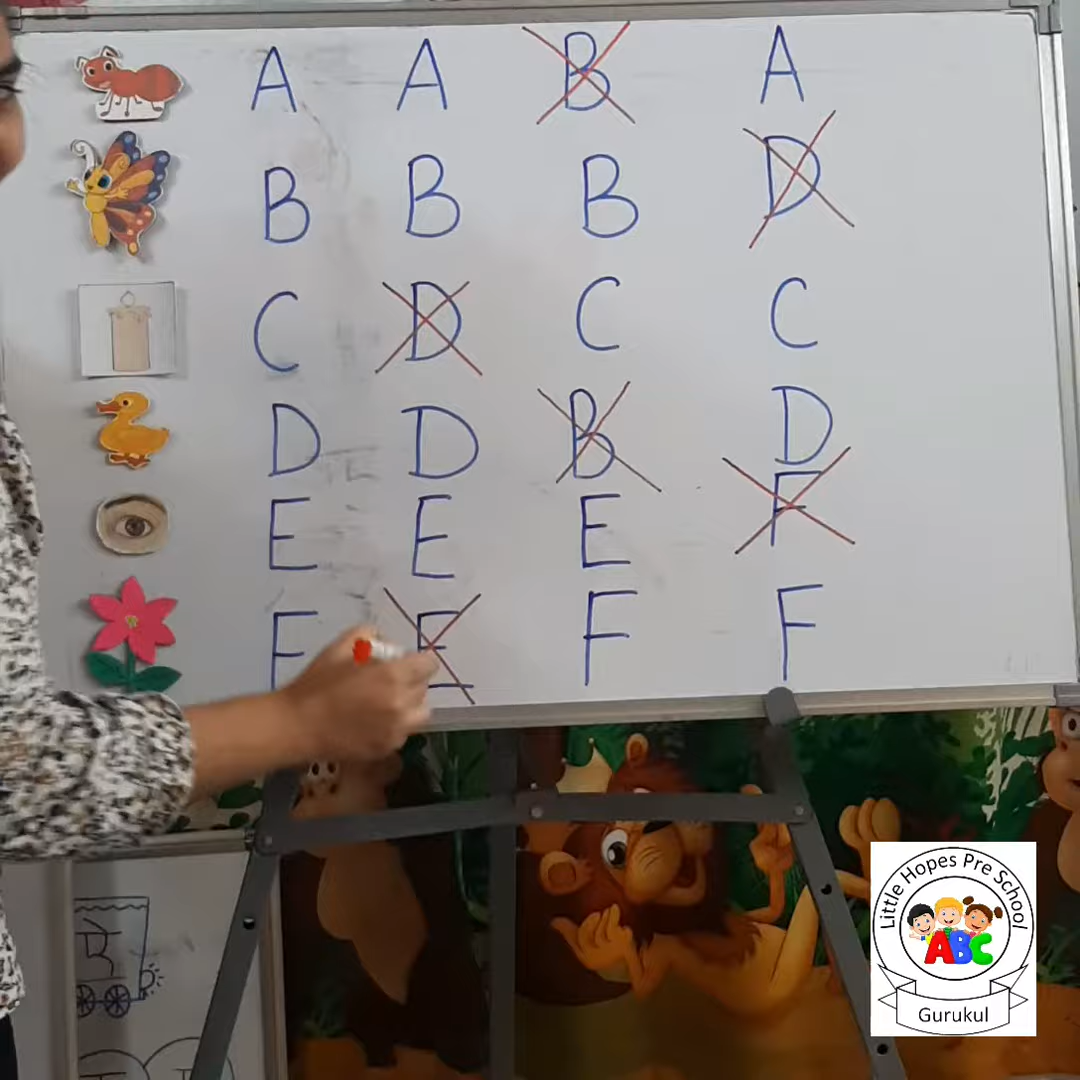 A A B A
B B B D
C D C C
D D B D
E E E F
F E F F
Little Hopes Pre School
ABC
Gurukul